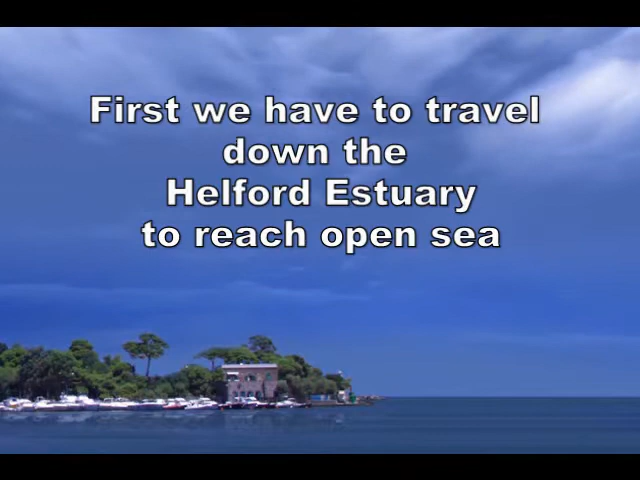 First we have to travel
down the
Helford Estuary
to reach open sea